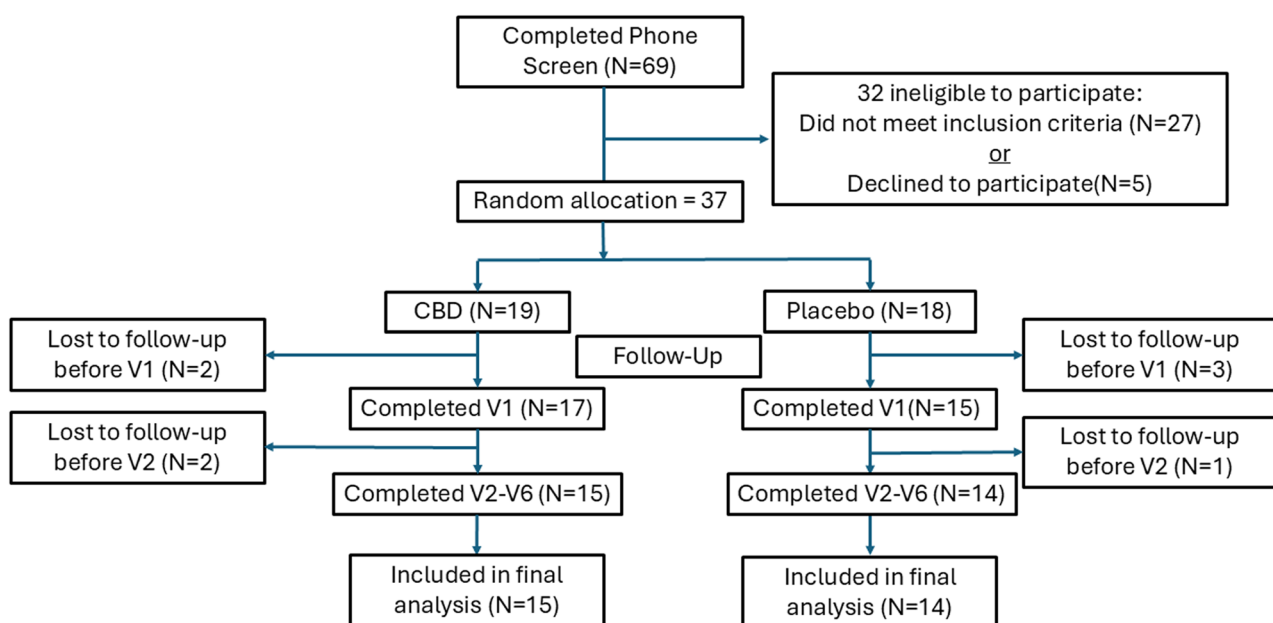 Completed Phone
Screen (N=69)
32 ineligible to participate:
Did not meet inclusion criteria (N=27)
or
Declined to participate(N=5)
Random allocation = 37
CBD (N=19)
Placebo (N=18)
Lost to follow-up
before V1 (N=2)
Follow-Up
Lost to follow-up
before V1 (N=3)
Completed V1 (N=17)
Completed V1(N=15)
Lost to follow-up
before V2 (N=2)
Lost to follow-up
before V2 (N=1)
Completed V2-V6 (N=15)
Completed V2-V6 (N=14)
Included in final
analysis (N=15)
Included in final
analysis (N=14)